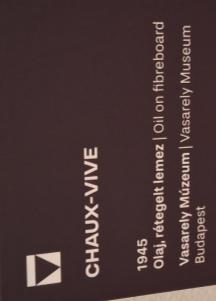 CHAUX-VIVE
1945
Olaj, rétegelt lemez | Oil on fibreboard
Vasarely Múzeum | Vasarely Museum
Budapest